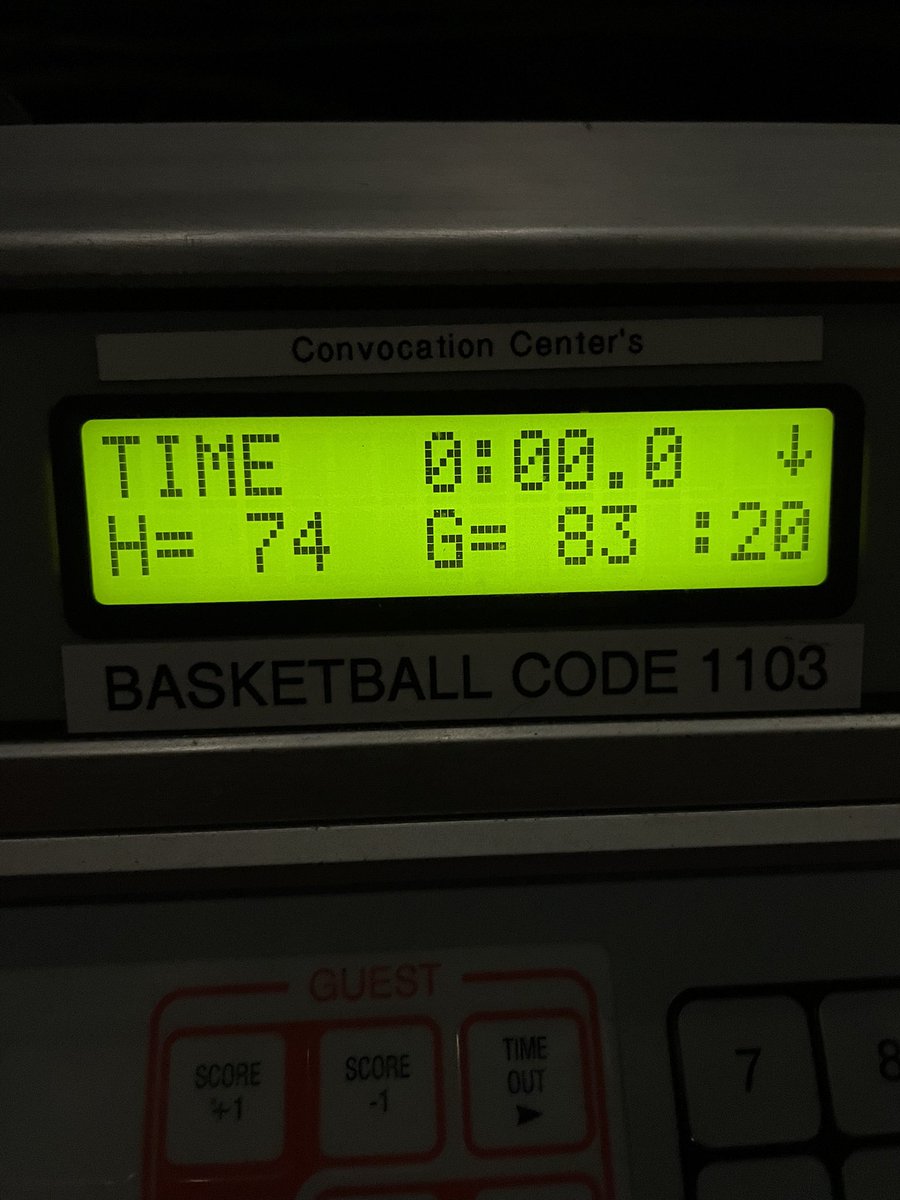 Convocation Center's
TIME 0:00.0 ↓
H= 74 G= 83 :20
BASKETBALL CODE 1103
GUEST
SCORE +1
SCORE -1
TIME OUT ►
7
8